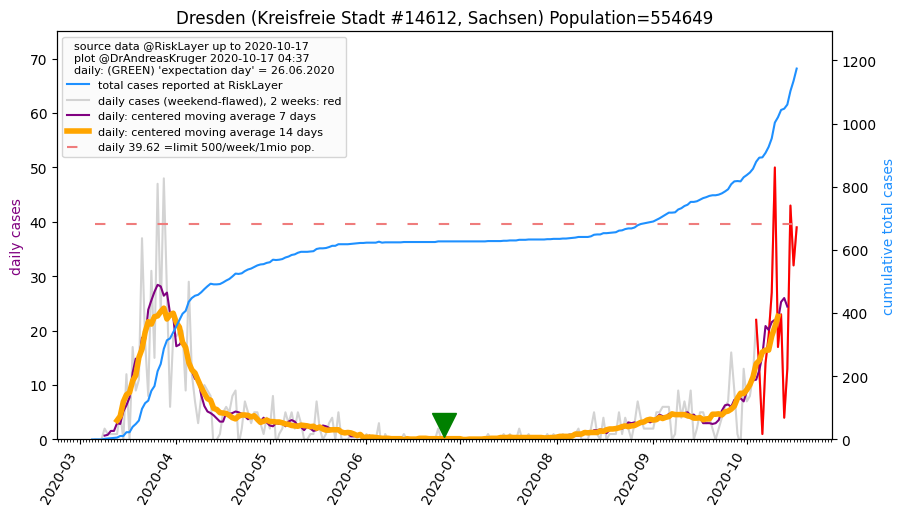 Dresden (Kreisfreie Stadt #14612, Sachsen) Population=554649
source data @RiskLayer up to 2020-10-17
plot @DrAndreasKruger 2020-10-17 04:37
daily: (GREEN) 'expectation day' = 26.06.2020
total cases reported at RiskLayer
daily cases (weekend-flawed), 2 weeks: red
daily: centered moving average 7 days
daily: centered moving average 14 days
daily 39.62 =limit 500/week/1mio pop.
daily cases
70
60
50
40
30
20
10
0
cumulative total cases
1200
1000
800
600
400
200
0
2020-03
2020-04
2020-05
2020-06
2020-07
2020-08
2020-09
2020-10